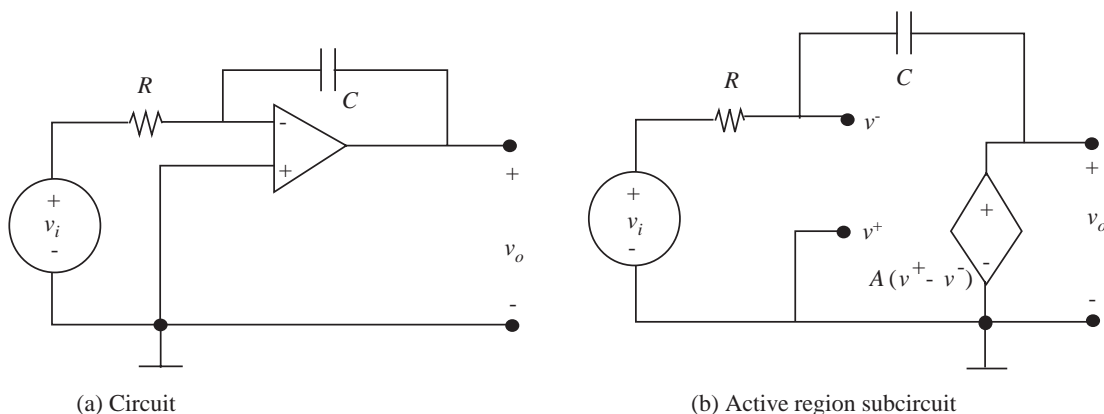 R
C
-
+
+
v_i
-
+
v_o
-
(a) Circuit
C
R
v^-
+
v_i
-
v^+
+
-
A (v^+ - v^-)
+
v_o
-
(b) Active region subcircuit